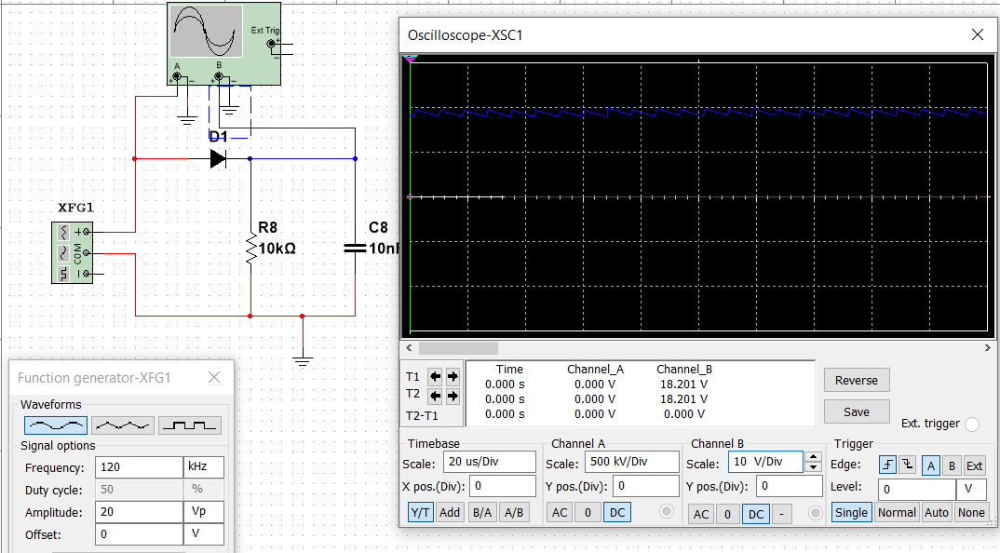 Ext Trig
+
A
B
+ − + −
D1
XFG1
+
COM
−
R8
10kΩ
C8
10n
Function generator-XFG1
Waveforms
Signal options
Frequency: 120 kHz
Duty cycle: 50 %
Amplitude: 20 Vp
Offset: 0 V
Oscilloscope-XSC1
Time Channel_A Channel_B
T1 0.000 s 0.000 V 18.201 V
T2 0.000 s 0.000 V 18.201 V
T2-T1 0.000 s 0.000 V 0.000 V
Reverse
Save
Ext. trigger
Timebase
Scale: 20 us/Div
X pos.(Div): 0
Y/T Add B/A A/B
Channel A
Scale: 500 kV/Div
Y pos.(Div): 0
AC 0 DC
Channel B
Scale: 10 V/Div
Y pos.(Div): 0
AC 0 DC -
Trigger
Edge: A B Ext
Level: 0 V
Single Normal Auto None